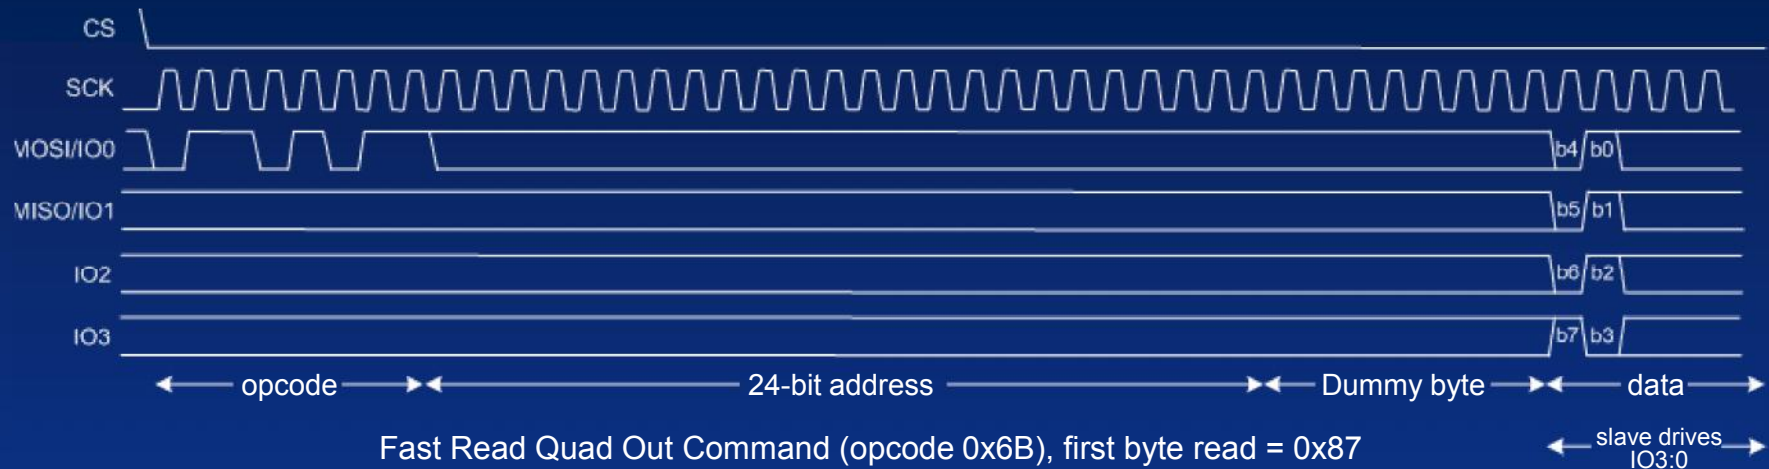 CS
SCK
MOSI/IO0
b4 b0
MISO/IO1
b5 b1
IO2
b6 b2
IO3
b7 b3
opcode 24-bit address Dummy byte data
Fast Read Quad Out Command (opcode 0x6B), first byte read = 0x87
slave drives
IO3:0